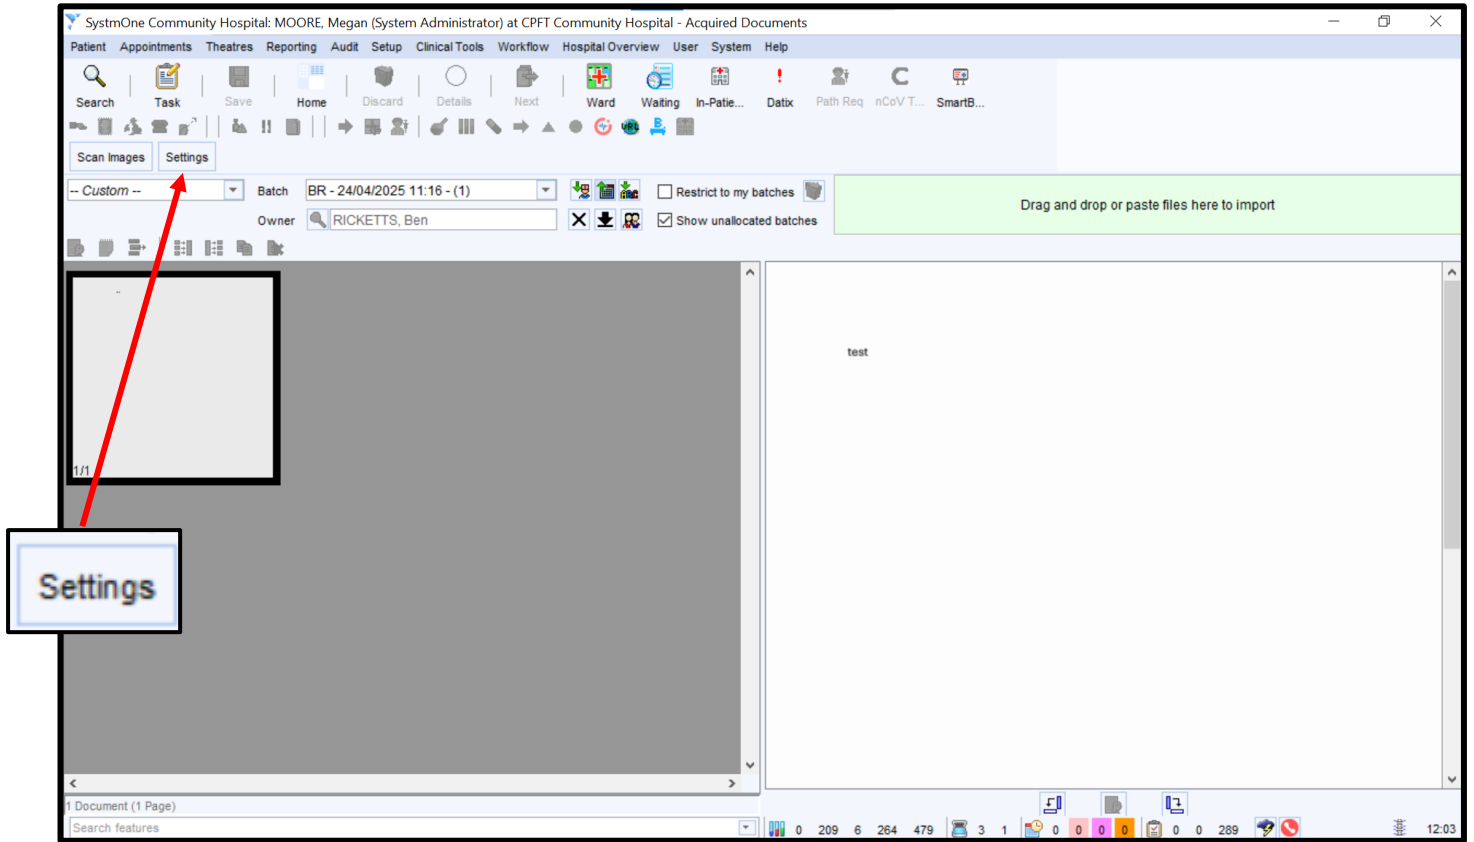 SystmOne Community Hospital: MOORE, Megan (System Administrator) at CPFT Community Hospital - Acquired Documents
Patient Appointments Theatres Reporting Audit Setup Clinical Tools Workflow Hospital Overview User System Help
Search Task Save Home Discard Details Next Ward Waiting In-Patie... Datix Path Req nCoV T... SmartB...
Scan Images Settings
-- Custom -- Batch BR - 24/04/2025 11:16 - (1) Restrict to my batches
Drag and drop or paste files here to import
Owner RICKETTS, Ben Show unallocated batches
test
1/1
Settings
1 Document (1 Page)
Search features
0 209 6 264 479 3 1 0 0 0 0 0 0 289 12:03